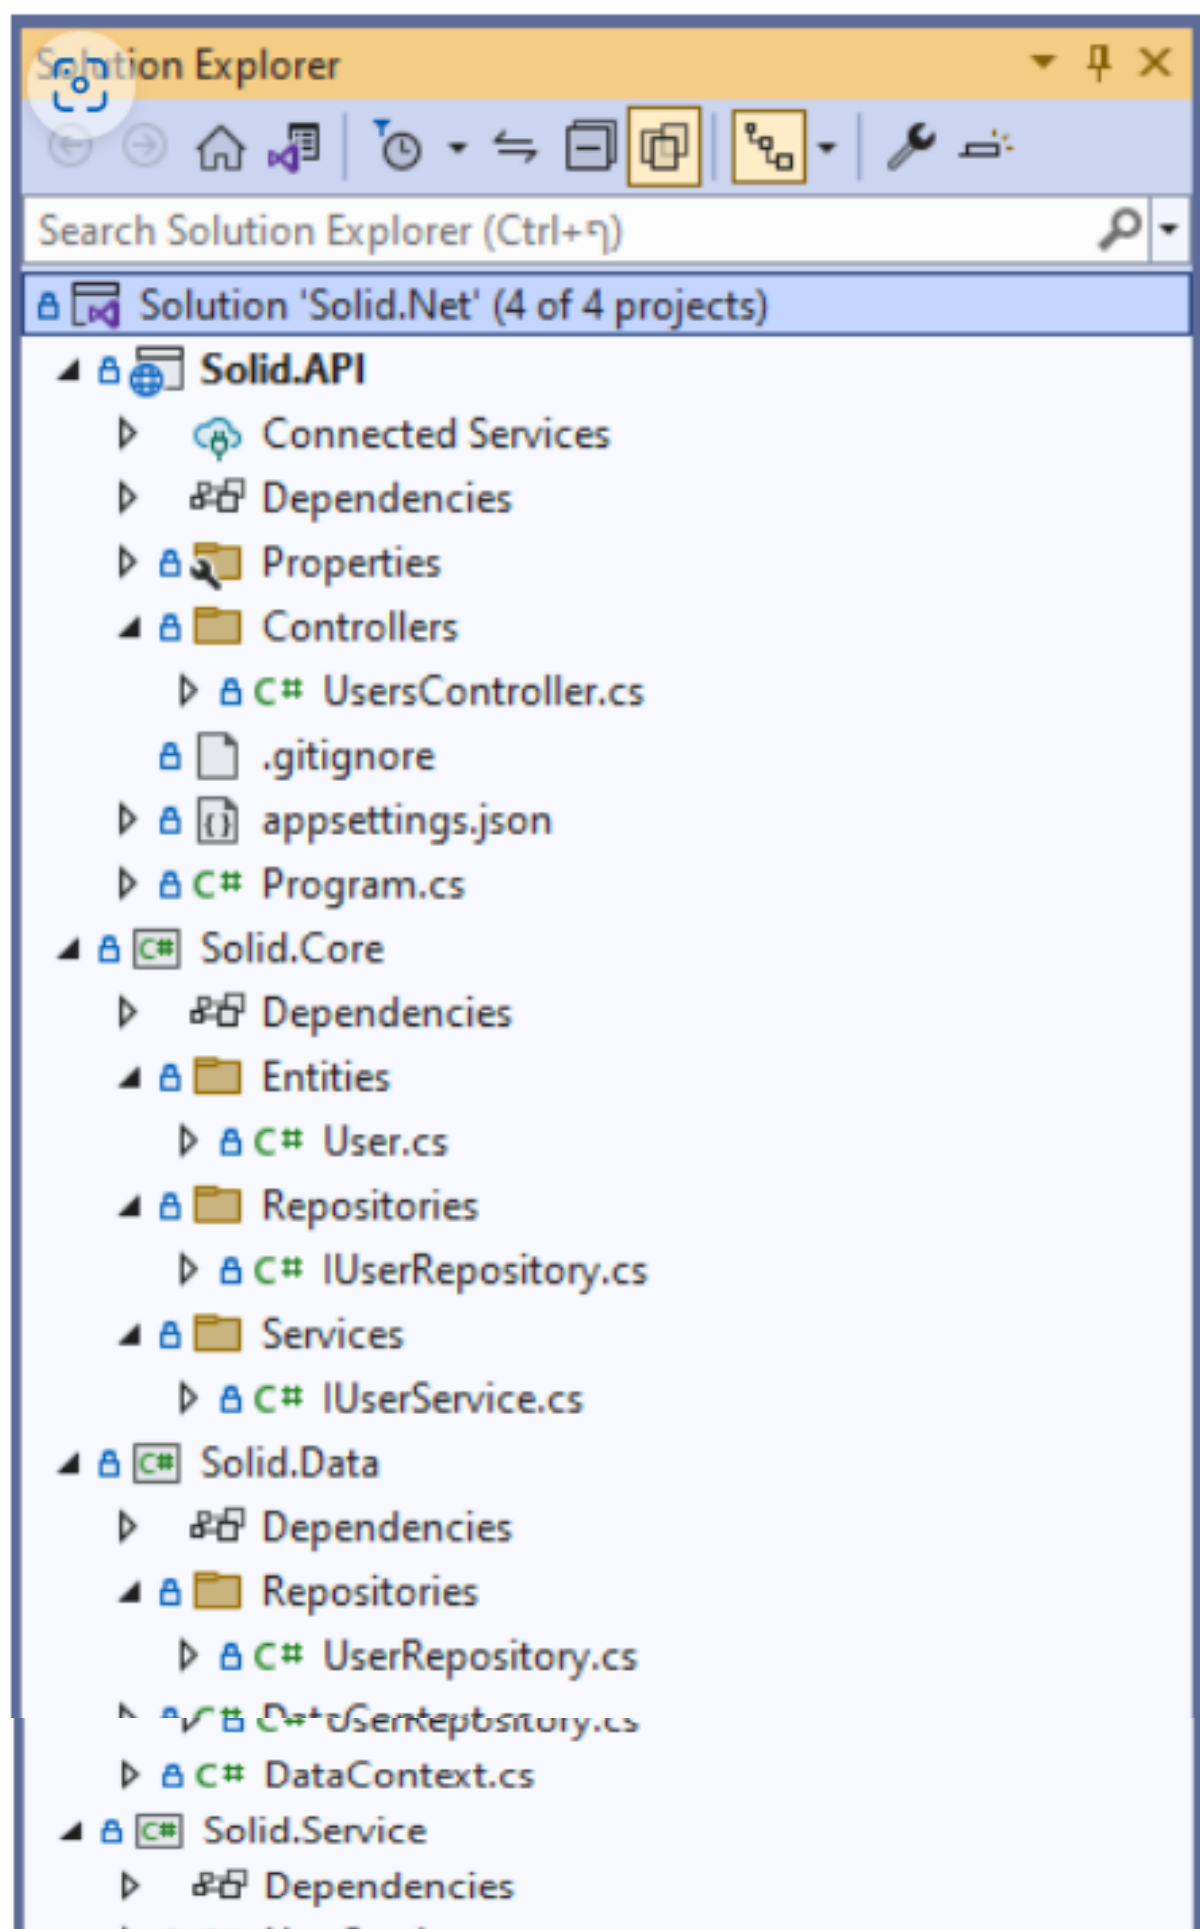 Solution Explorer
Search Solution Explorer (Ctrl+ף)
Solution 'Solid.Net' (4 of 4 projects)
Solid.API
Connected Services
Dependencies
Properties
Controllers
C# UsersController.cs
.gitignore
{} appsettings.json
C# Program.cs
C# Solid.Core
Dependencies
Entities
C# User.cs
Repositories
C# IUserRepository.cs
Services
C# IUserService.cs
C# Solid.Data
Dependencies
Repositories
C# UserRepository.cs
C# DataContext.cs
C# Solid.Service
Dependencies